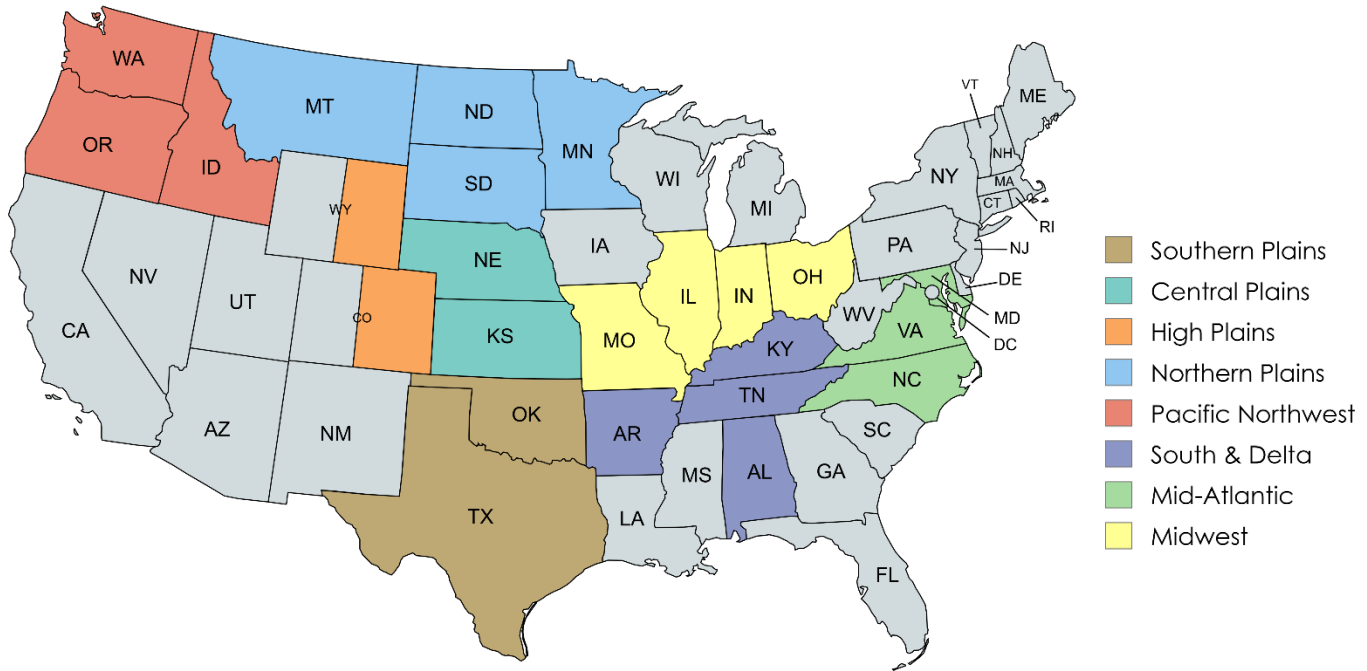 WA
MT
ND
MN
ME
VT
NH
MA
CT
RI
NY
OR
ID
SD
WI
MI
WY
IA
PA
NJ
NE
NV
UT
CO
CA
IL
IN
OH
DE
MD
DC
WV
VA
KS
MO
KY
NC
TN
OK
AR
SC
AZ
NM
MS
AL
GA
TX
LA
FL
Southern Plains
Central Plains
High Plains
Northern Plains
Pacific Northwest
South & Delta
Mid-Atlantic
Midwest